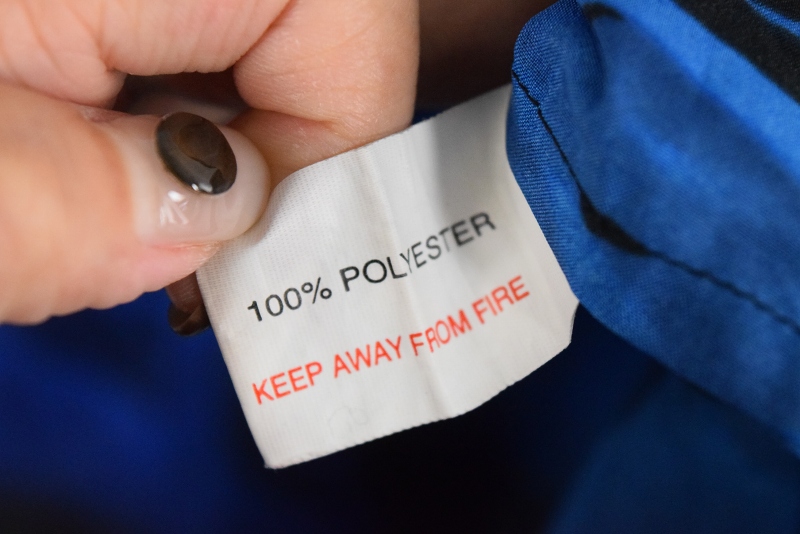 100% POLYESTER
KEEP AWAY FROM FIRE